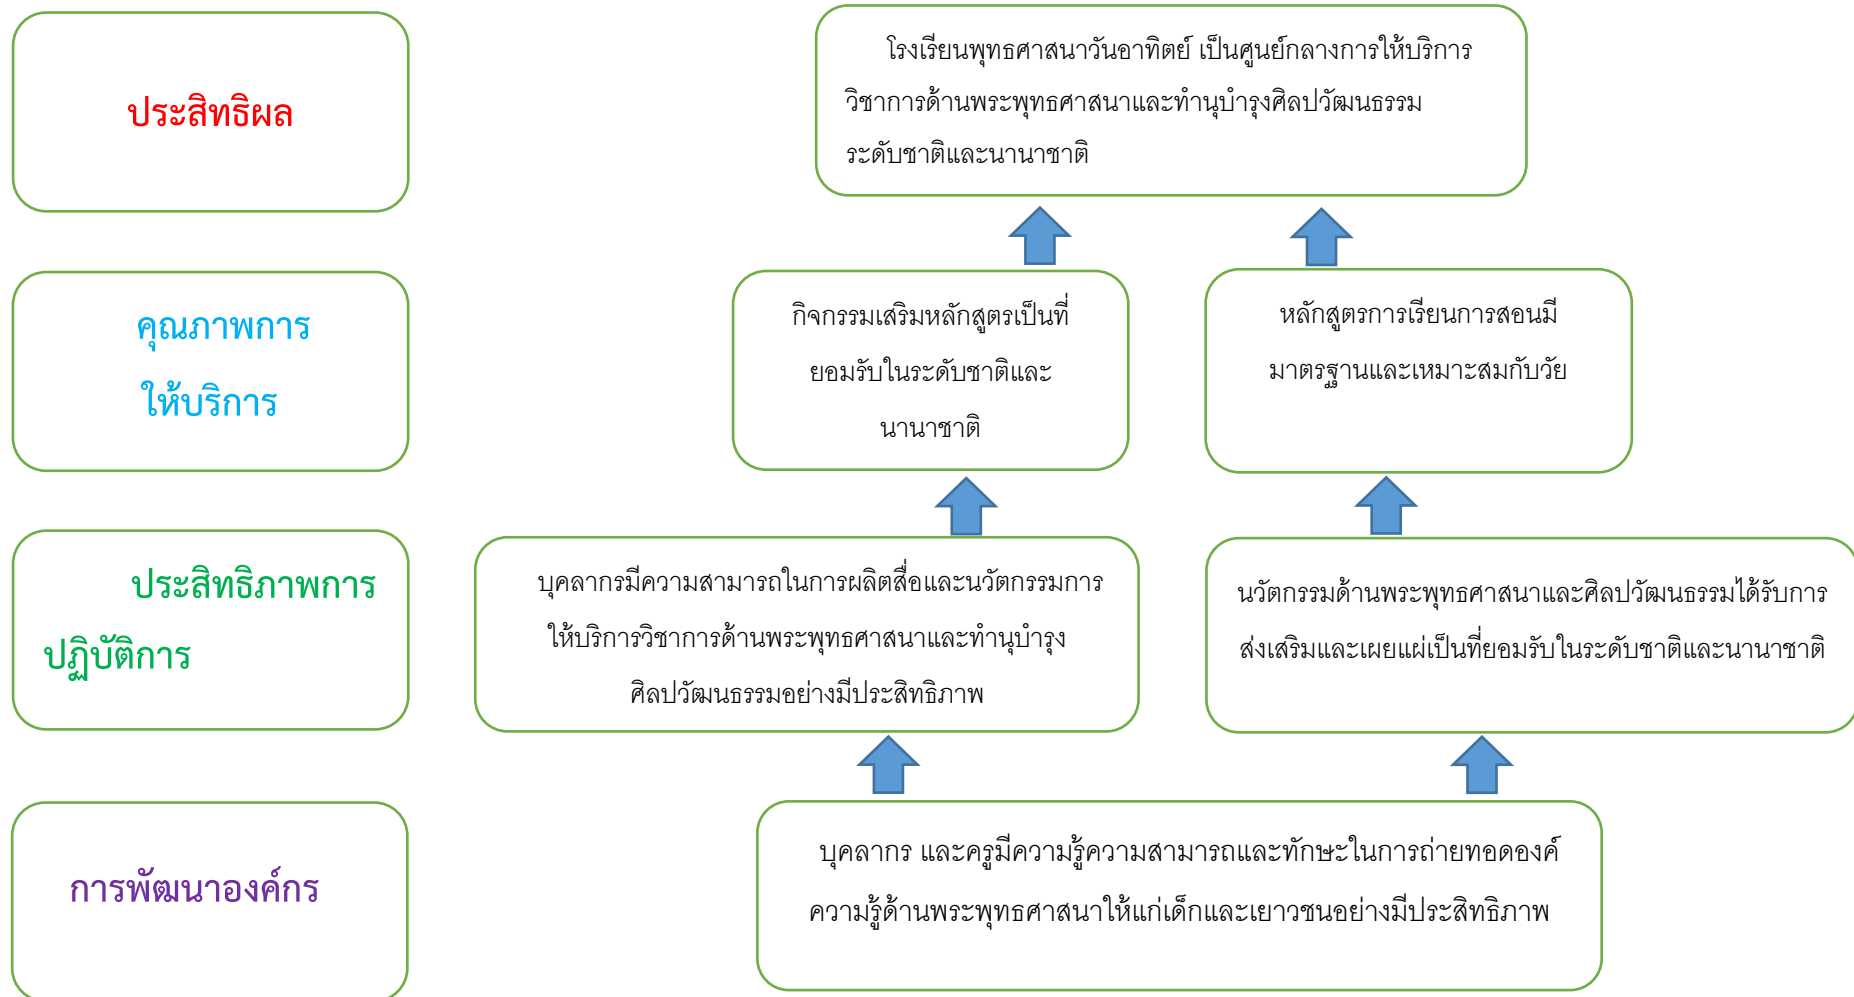 ประสิทธิผล
โรงเรียนพุทธศาสนาวันอาทิตย์ เป็นศูนย์กลางการให้บริการ
วิชาการด้านพระพุทธศาสนาและทำนุบำรุงศิลปวัฒนธรรม
ระดับชาติและนานาชาติ
คุณภาพการ
ให้บริการ
กิจกรรมเสริมหลักสูตรเป็นที่
ยอมรับในระดับชาติและ
นานาชาติ
หลักสูตรการเรียนการสอนมี
มาตรฐานและเหมาะสมกับวัย
ประสิทธิภาพการ
ปฏิบัติการ
บุคลากรมีความสามารถในการผลิตสื่อและนวัตกรรมการ
ให้บริการวิชาการด้านพระพุทธศาสนาและทำนุบำรุง
ศิลปวัฒนธรรมอย่างมีประสิทธิภาพ
นวัตกรรมด้านพระพุทธศาสนาและศิลปวัฒนธรรมได้รับการ
ส่งเสริมและเผยแผ่เป็นที่ยอมรับในระดับชาติและนานาชาติ
การพัฒนาองค์กร
บุคลากร และครูมีความรู้ความสามารถและทักษะในการถ่ายทอดองค์
ความรู้ด้านพระพุทธศาสนาให้แก่เด็กและเยาวชนอย่างมีประสิทธิภาพ